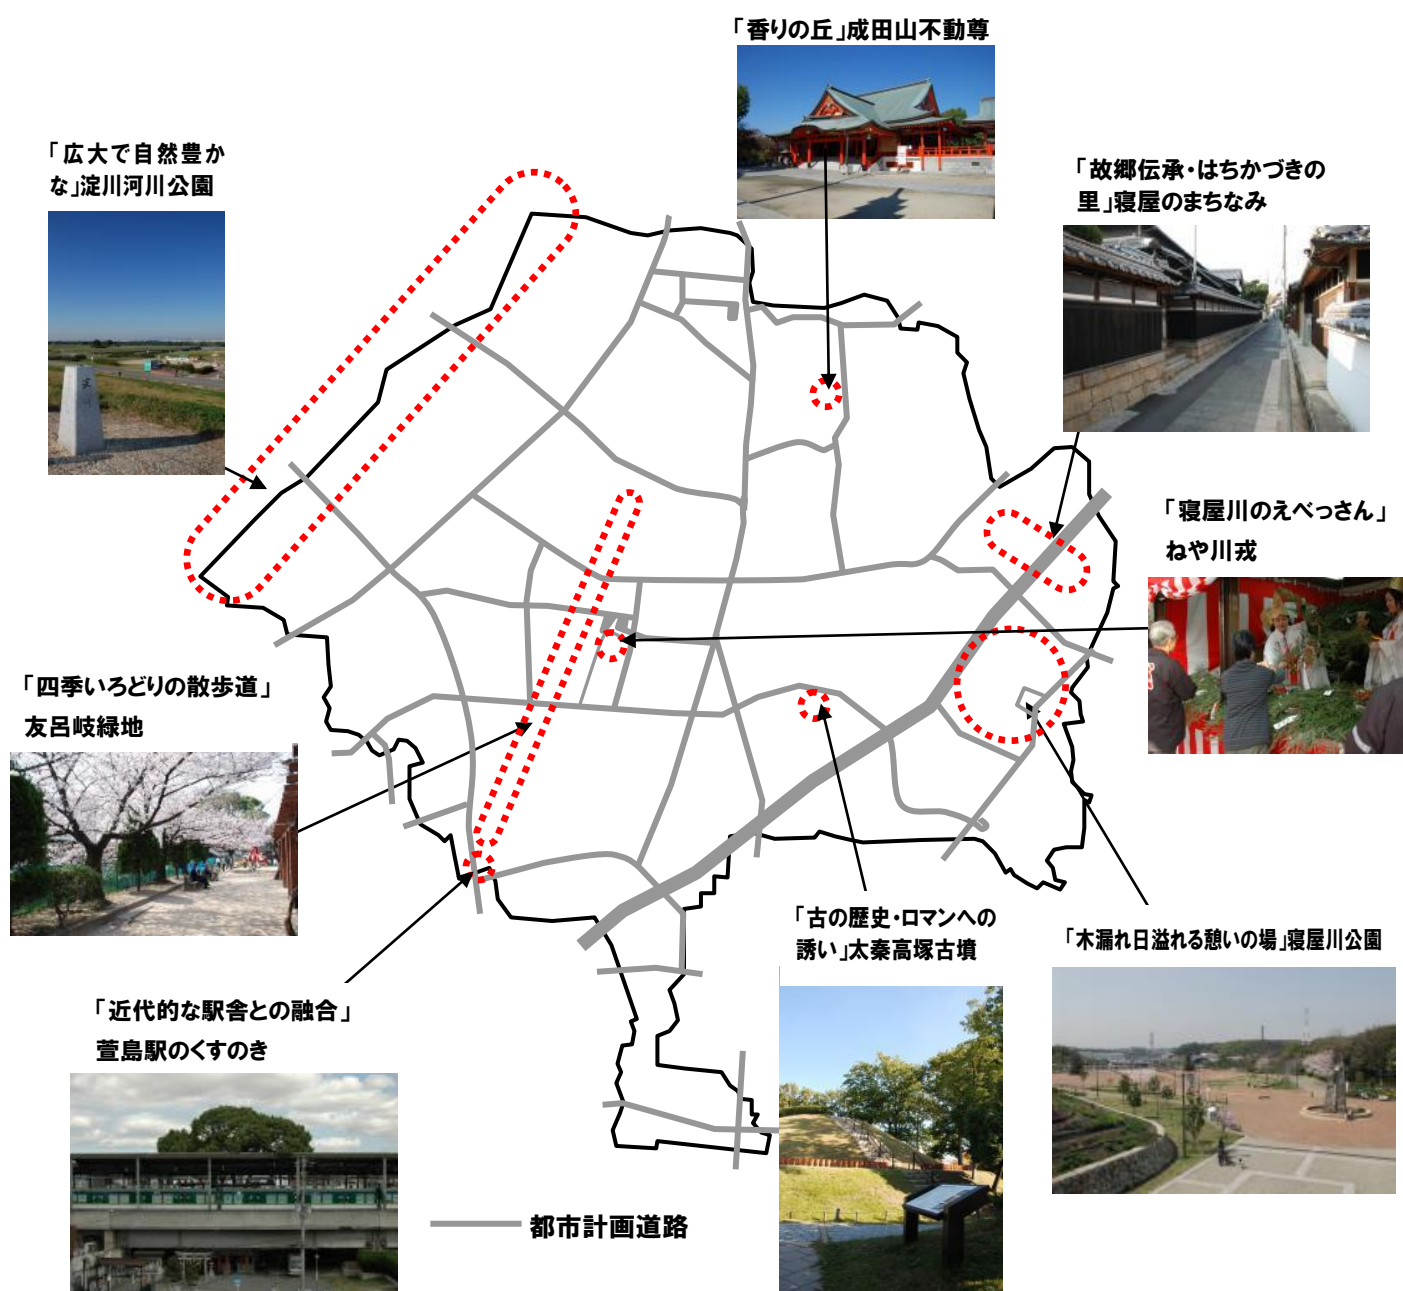 「香りの丘」成田山不動尊
「広大で自然豊か
な」淀川河川公園
「故郷伝承・はちかづきの
里」寝屋のまちなみ
「寝屋川のえべっさん」
ねや川戎
「四季いろどりの散歩道」
友呂岐緑地
「古の歴史・ロマンへの
誘い」太秦高塚古墳
「木漏れ日溢れる憩いの場」寝屋川公園
「近代的な駅舎との融合」
萱島駅のくすのき
都市計画道路